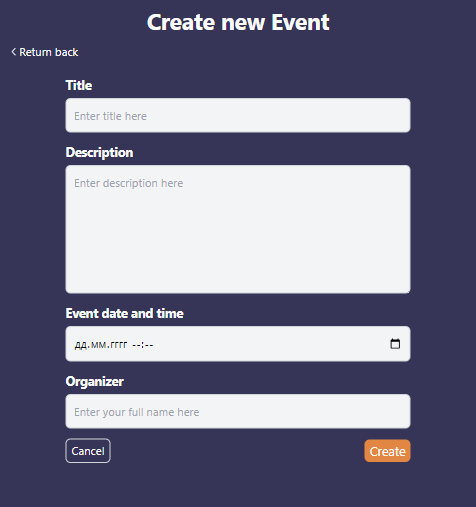 Create new Event
< Return back
Title
Enter title here
Description
Enter description here
Event date and time
дд.мм.гггг --:--
Organizer
Enter your full name here
Cancel
Create